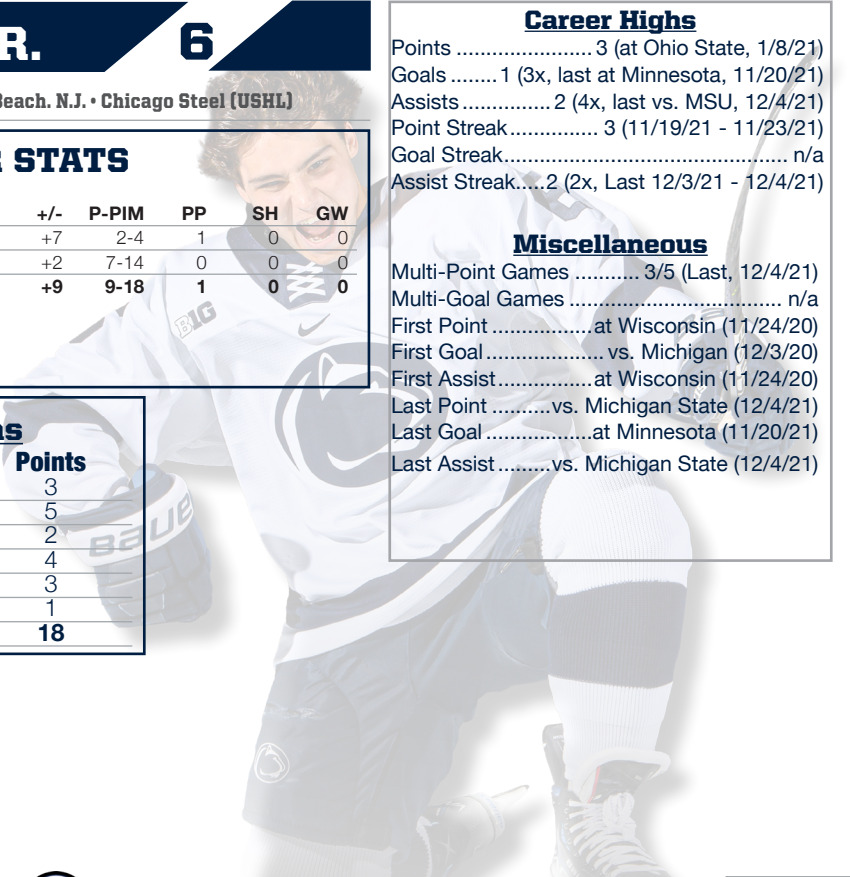 R. 6
Beach. N.J. • Chicago Steel (USHL)
STATS
+/- P-PIM PP SH GW
+7 2-4 1 0 0
+2 7-14 0 0 0
+9 9-18 1 0 0
Points
3
5
2
4
3
1
18
Career Highs
Points ...................... 3 (at Ohio State, 1/8/21)
Goals ........ 1 (3x, last at Minnesota, 11/20/21)
Assists ............... 2 (4x, last vs. MSU, 12/4/21)
Point Streak............... 3 (11/19/21 - 11/23/21)
Goal Streak............................................... n/a
Assist Streak.....2 (2x, Last 12/3/21 - 12/4/21)
Miscellaneous
Multi-Point Games ........... 3/5 (Last, 12/4/21)
Multi-Goal Games ................................... n/a
First Point .................at Wisconsin (11/24/20)
First Goal .................... vs. Michigan (12/3/20)
First Assist................at Wisconsin (11/24/20)
Last Point ..........vs. Michigan State (12/4/21)
Last Goal ..................at Minnesota (11/20/21)
Last Assist .........vs. Michigan State (12/4/21)
B1G
BAUE